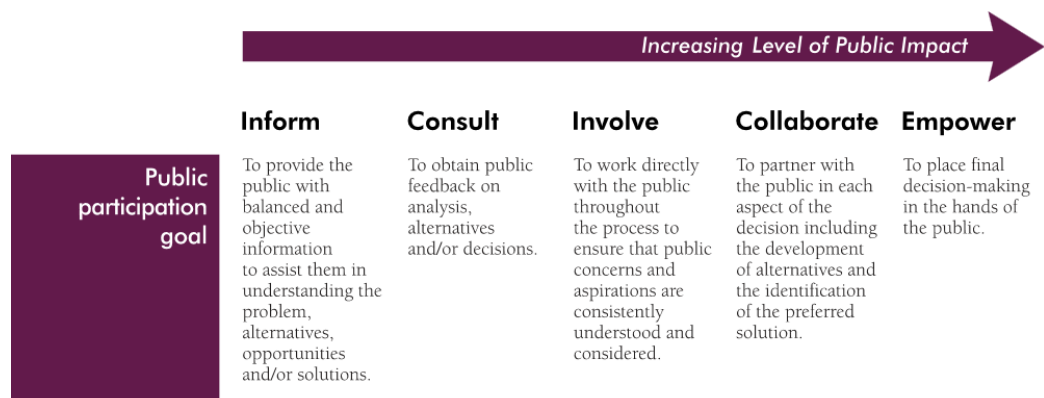 Increasing Level of Public Impact
Inform
Consult
Involve
Collaborate
Empower
Public
participation
goal
To provide the
public with
balanced and
objective
information
to assist them in
understanding the
problem,
alternatives,
opportunities
and/or solutions.
To obtain public
feedback on
analysis,
alternatives
and/or decisions.
To work directly
with the public
throughout
the process to
ensure that public
concerns and
aspirations are
consistently
understood and
considered.
To partner with
the public in each
aspect of the
decision including
the development
of alternatives and
the identification
of the preferred
solution.
To place final
decision-making
in the hands of
the public.